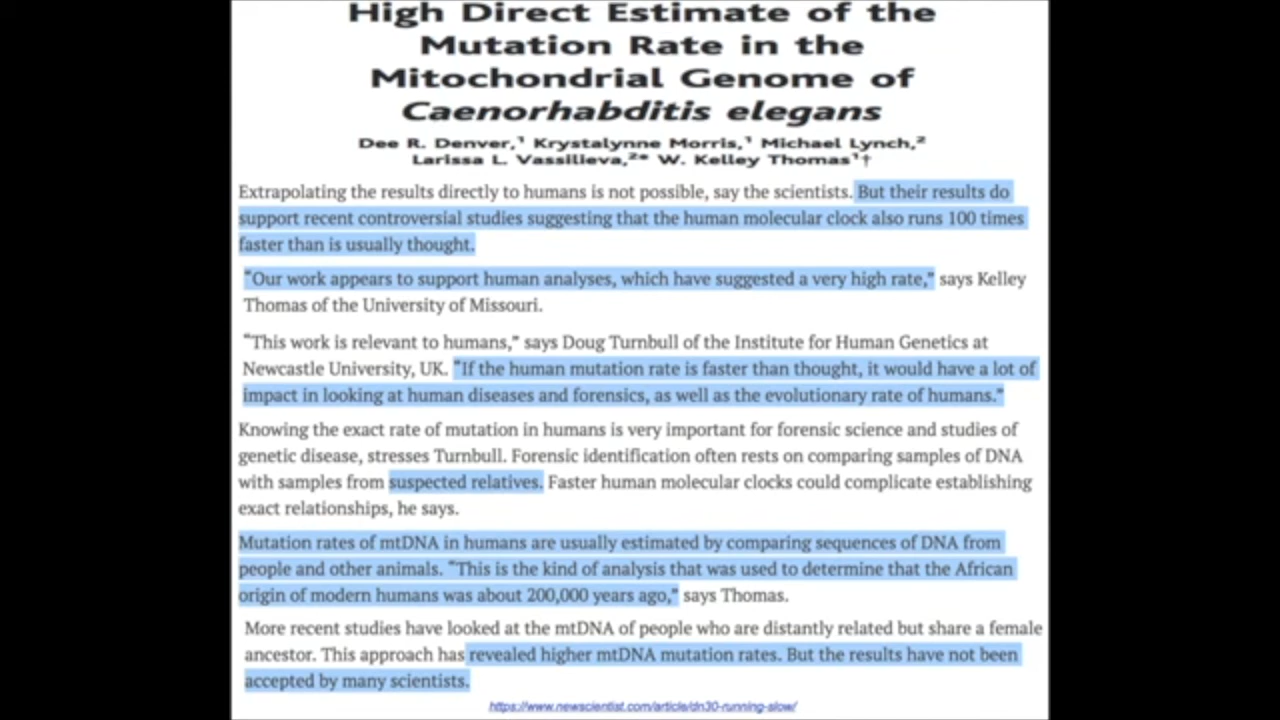 High Direct Estimate of the
Mutation Rate in the
Mitochondrial Genome of
Caenorhabditis elegans
Dee R. Denver,¹ Krystalynne Morris,¹ Michael Lynch,²
Larissa L. Vassilieva,²* W. Kelley Thomas¹†
Extrapolating the results directly to humans is not possible, say the scientists. But their results do
support recent controversial studies suggesting that the human molecular clock also runs 100 times
faster than is usually thought.
“Our work appears to support human analyses, which have suggested a very high rate,” says Kelley
Thomas of the University of Missouri.
“This work is relevant to humans,” says Doug Turnbull of the Institute for Human Genetics at
Newcastle University, UK. “If the human mutation rate is faster than thought, it would have a lot of
impact in looking at human diseases and forensics, as well as the evolutionary rate of humans.”
Knowing the exact rate of mutation in humans is very important for forensic science and studies of
genetic disease, stresses Turnbull. Forensic identification often rests on comparing samples of DNA
with samples from suspected relatives. Faster human molecular clocks could complicate establishing
exact relationships, he says.
Mutation rates of mtDNA in humans are usually estimated by comparing sequences of DNA from
people and other animals. “This is the kind of analysis that was used to determine that the African
origin of modern humans was about 200,000 years ago,” says Thomas.
More recent studies have looked at the mtDNA of people who are distantly related but share a female
ancestor. This approach has revealed higher mtDNA mutation rates. But the results have not been
accepted by many scientists.
https://www.newscientist.com/article/dn30-running-slow/